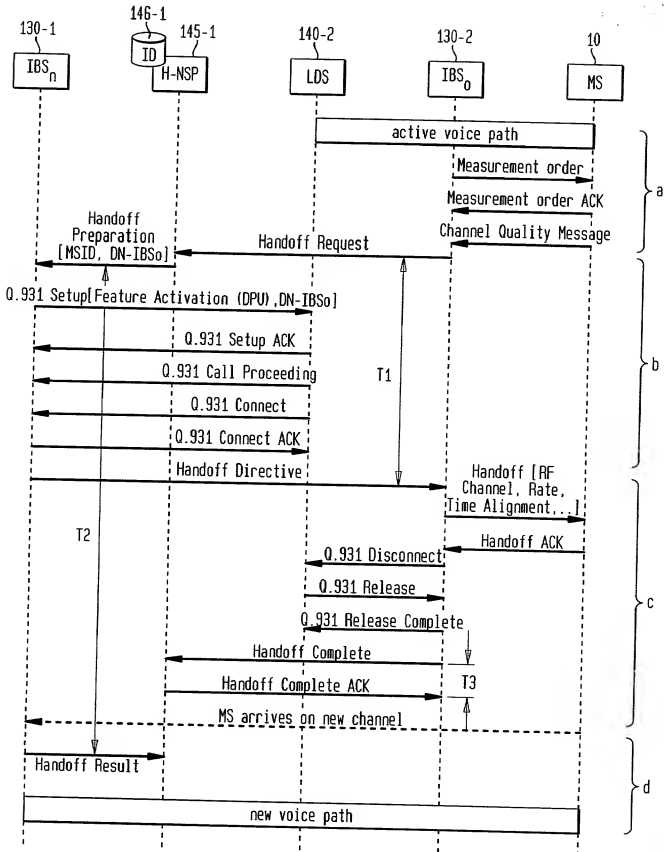 146-1
130-1
145-1
140-2
130-2
10
IBSn
ID
H-NSP
LDS
IBSo
MS
active voice path
Measurement order
Measurement order ACK
a
Channel Quality Message
Handoff
Preparation
[MSID, DN-IBSo]
Handoff Request
Q.931 Setup[Feature Activation (DPU),DN-IBSo]
Q.931 Setup ACK
b
T1
Q.931 Call Proceeding
Q.931 Connect
Q.931 Connect ACK
Handoff Directive
Handoff [RF
Channel, Rate,
Time Alignment,..]
T2
Handoff ACK
Q.931 Disconnect
Q.931 Release
c
Q.931 Release Complete
Handoff Complete
Handoff Complete ACK
T3
MS arrives on new channel
Handoff Result
d
new voice path